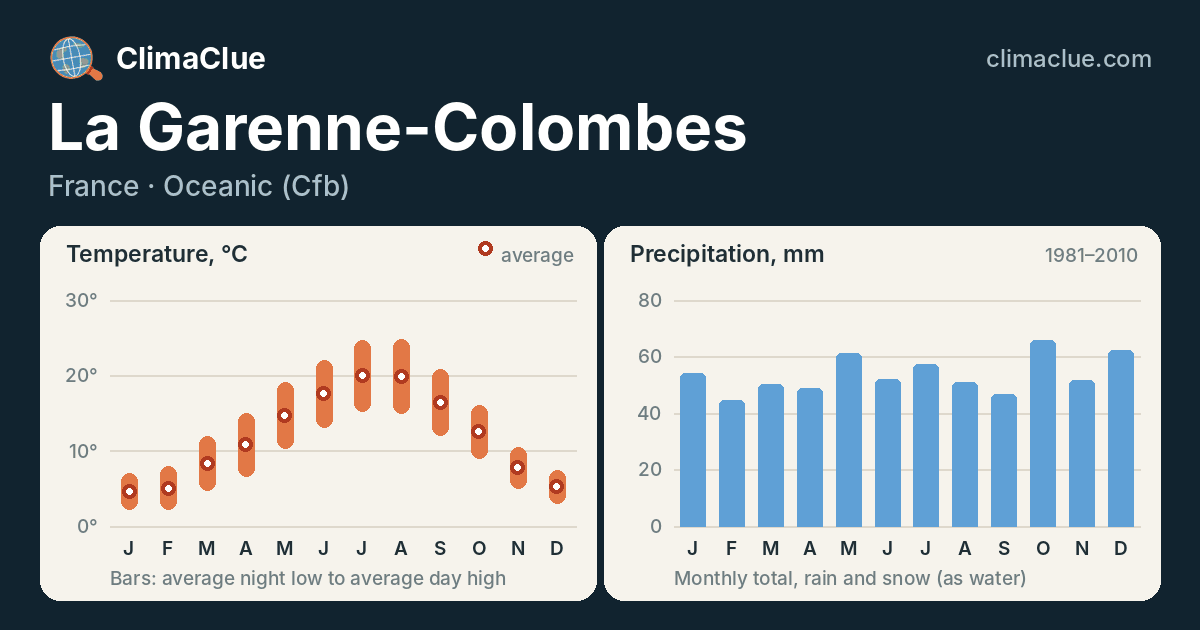 ClimaClue
climaclue.com
La Garenne-Colombes
France · Oceanic (Cfb)
Temperature, °C
average
30°
20°
10°
0°
J F M A M J J A S O N D
Bars: average night low to average day high
Precipitation, mm
1981–2010
80
60
40
20
0
J F M A M J J A S O N D
Monthly total, rain and snow (as water)